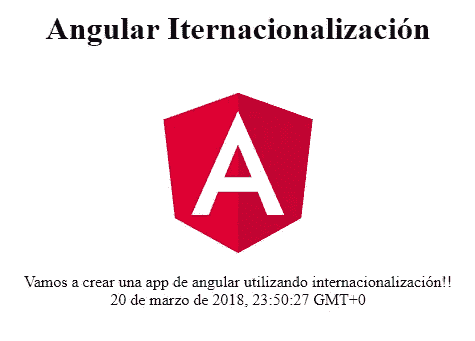 Angular Iternacionalización
A
Vamos a crear una app de angular utilizando internacionalización!!
20 de marzo de 2018, 23:50:27 GMT+0